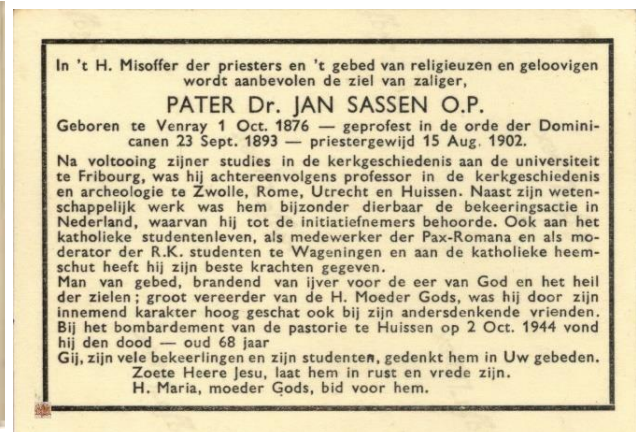 In 't H. Misoffer der priesters en 't gebed van religieuzen en geloovigen
wordt aanbevolen de ziel van zaliger,
PATER Dr. JAN SASSEN O.P.
Geboren te Venray 1 Oct. 1876 — geprofest in de orde der Domini-
canen 23 Sept. 1893 — priestergewijd 15 Aug. 1902.
Na voltooing zijner studies in de kerkgeschiedenis aan de universiteit
te Fribourg, was hij achtereenvolgens professor in de kerkgeschiedenis
en archeologie te Zwolle, Rome, Utrecht en Huissen. Naast zijn weten-
schappelijk werk was hem bijzonder dierbaar de bekeeringsactie in
Nederland, waarvan hij tot de initiatiefnemers behoorde. Ook aan het
katholieke studentenleven, als medewerker der Pax-Romana en als mo-
derator der R.K. studenten te Wageningen en aan de katholieke heem-
schut heeft hij zijn beste krachten gegeven.
Man van gebed, brandend van ijver voor de eer van God en het heil
der zielen; groot vereerder van de H. Moeder Gods, was hij door zijn
innemend karakter hoog geschat ook bij zijn andersdenkende vrienden.
Bij het bombardement van de pastorie te Huissen op 2 Oct. 1944 vond
hij den dood — oud 68 jaar
Gij, zijn vele bekeerlingen en zijn studenten, gedenkt hem in Uw gebeden.
Zoete Heere Jesu, laat hem in rust en vrede zijn.
H. Maria, moeder Gods, bid voor hem.